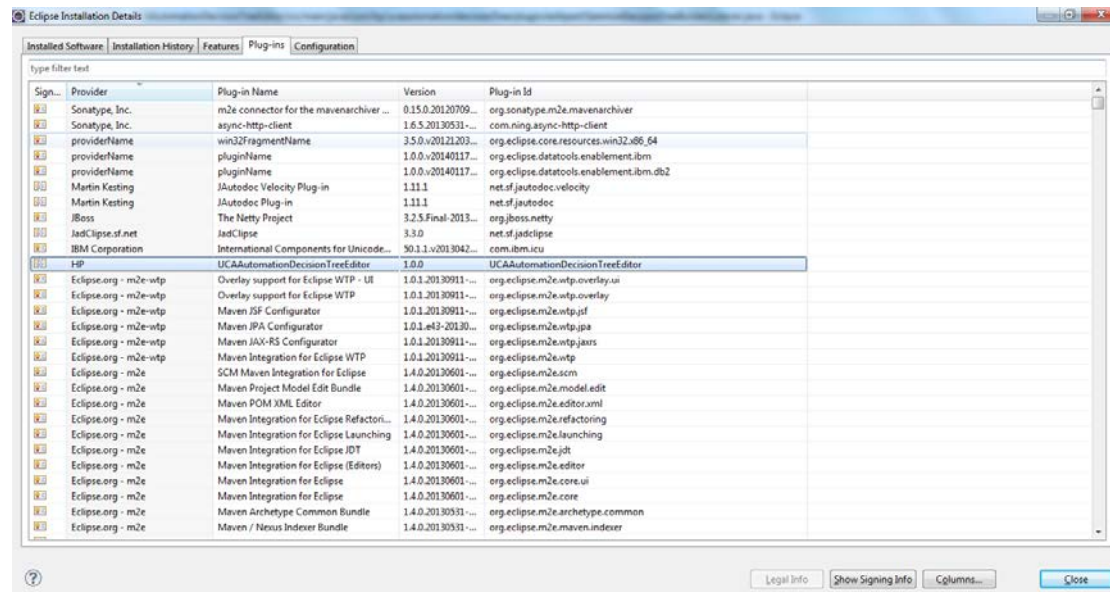 Eclipse Installation Details
Installed Software Installation History Features Plug-ins Configuration
type filter text
Sign... Provider Plug-in Name Version Plug-in Id
Sonatype, Inc. m2e connector for the mavenarchiver ... 0.15.0.20120709... org.sonatype.m2e.mavenarchiver
Sonatype, Inc. async-http-client 1.6.5.20130531-... com.ning.async-http-client
providerName win32FragmentName 3.5.0.v20121203... org.eclipse.core.resources.win32.x86_64
providerName pluginName 1.0.0.v20140117... org.eclipse.datatools.enablement.ibm
providerName pluginName 1.0.0.v20140117... org.eclipse.datatools.enablement.ibm.db2
Martin Kesting JAutodoc Velocity Plug-in 1.11.1 net.sf.jautodoc.velocity
Martin Kesting JAutodoc Plug-in 1.11.1 net.sf.jautodoc
JBoss The Netty Project 3.2.5.Final-2013... org.jboss.netty
JadClipse.sf.net JadClipse 3.3.0 net.sf.jadclipse
IBM Corporation International Components for Unicode... 50.1.1.v2013042... com.ibm.icu
HP UCAAutomationDecisionTreeEditor 1.0.0 UCAAutomationDecisionTreeEditor
Eclipse.org - m2e-wtp Overlay support for Eclipse WTP - UI 1.0.1.20130911-... org.eclipse.m2e.wtp.overlay.ui
Eclipse.org - m2e-wtp Overlay support for Eclipse WTP 1.0.1.20130911-... org.eclipse.m2e.wtp.overlay
Eclipse.org - m2e-wtp Maven JSF Configurator 1.0.1.20130911-... org.eclipse.m2e.wtp.jsf
Eclipse.org - m2e-wtp Maven JPA Configurator 1.0.1.e43-20130... org.eclipse.m2e.wtp.jpa
Eclipse.org - m2e-wtp Maven JAX-RS Configurator 1.0.1.20130911-... org.eclipse.m2e.wtp.jaxrs
Eclipse.org - m2e-wtp Maven Integration for Eclipse WTP 1.0.1.20130911-... org.eclipse.m2e.wtp
Eclipse.org - m2e SCM Maven Integration for Eclipse 1.4.0.20130601-... org.eclipse.m2e.scm
Eclipse.org - m2e Maven Project Model Edit Bundle 1.4.0.20130601-... org.eclipse.m2e.model.edit
Eclipse.org - m2e Maven POM XML Editor 1.4.0.20130601-... org.eclipse.m2e.editor.xml
Eclipse.org - m2e Maven Integration for Eclipse Refactori... 1.4.0.20130601-... org.eclipse.m2e.refactoring
Eclipse.org - m2e Maven Integration for Eclipse Launching 1.4.0.20130601-... org.eclipse.m2e.launching
Eclipse.org - m2e Maven Integration for Eclipse JDT 1.4.0.20130601-... org.eclipse.m2e.jdt
Eclipse.org - m2e Maven Integration for Eclipse (Editors) 1.4.0.20130601-... org.eclipse.m2e.editor
Eclipse.org - m2e Maven Integration for Eclipse 1.4.0.20130601-... org.eclipse.m2e.core.ui
Eclipse.org - m2e Maven Integration for Eclipse 1.4.0.20130601-... org.eclipse.m2e.core
Eclipse.org - m2e Maven Archetype Common Bundle 1.4.0.20130531-... org.eclipse.m2e.archetype.common
Eclipse.org - m2e Maven / Nexus Indexer Bundle 1.4.0.20130531-... org.eclipse.m2e.maven.indexer
Legal Info Show Signing Info Columns... Close